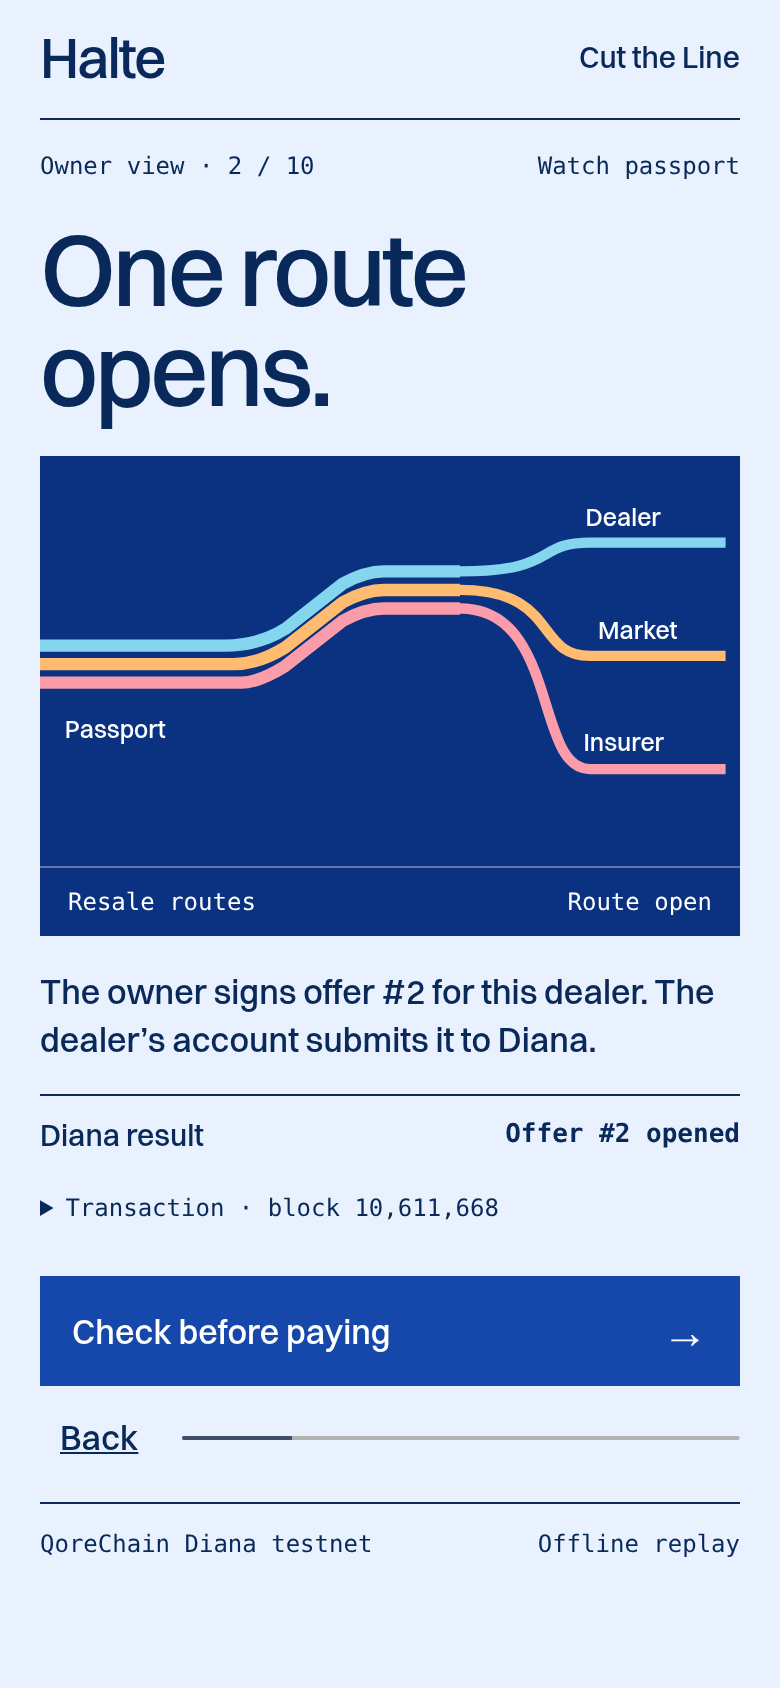 Halte
Cut the Line
Owner view · 2 / 10
Watch passport
One route
opens.
Dealer
Market
Insurer
Passport
Resale routes
Route open
The owner signs offer #2 for this dealer. The
dealer’s account submits it to Diana.
Diana result
Offer #2 opened
▶ Transaction · block 10,611,668
Check before paying →
Back
QoreChain Diana testnet
Offline replay